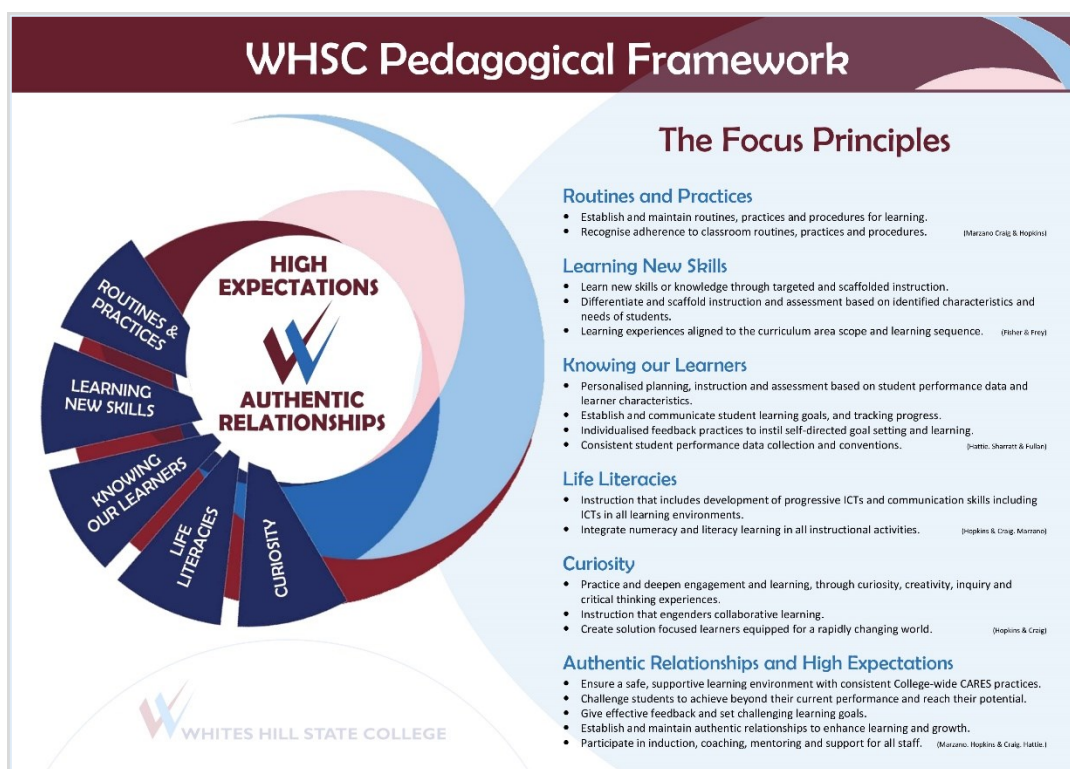 WHSC Pedagogical Framework
HIGH
EXPECTATIONS
AUTHENTIC
RELATIONSHIPS
ROUTINES &
PRACTICES
LEARNING
NEW SKILLS
KNOWING
OUR LEARNERS
LIFE
LITERACIES
CURIOSITY
WHITES HILL STATE COLLEGE
The Focus Principles
Routines and Practices
• Establish and maintain routines, practices and procedures for learning.
• Recognise adherence to classroom routines, practices and procedures. (Marzano Craig & Hopkins)
Learning New Skills
• Learn new skills or knowledge through targeted and scaffolded instruction.
• Differentiate and scaffold instruction and assessment based on identified characteristics and
needs of students.
• Learning experiences aligned to the curriculum area scope and learning sequence. (Fisher & Frey)
Knowing our Learners
• Personalised planning, instruction and assessment based on student performance data and
learner characteristics.
• Establish and communicate student learning goals, and tracking progress.
• Individualised feedback practices to instil self-directed goal setting and learning.
• Consistent student performance data collection and conventions. (Hattie. Sharratt & Fullan)
Life Literacies
• Instruction that includes development of progressive ICTs and communication skills including
ICTs in all learning environments.
• Integrate numeracy and literacy learning in all instructional activities. (Hopkins & Craig. Marzano)
Curiosity
• Practice and deepen engagement and learning, through curiosity, creativity, inquiry and
critical thinking experiences.
• Instruction that engenders collaborative learning.
• Create solution focused learners equipped for a rapidly changing world. (Hopkins & Craig)
Authentic Relationships and High Expectations
• Ensure a safe, supportive learning environment with consistent College-wide CARES practices.
• Challenge students to achieve beyond their current performance and reach their potential.
• Give effective feedback and set challenging learning goals.
• Establish and maintain authentic relationships to enhance learning and growth.
• Participate in induction, coaching, mentoring and support for all staff. (Marzano. Hopkins & Craig. Hattie.)